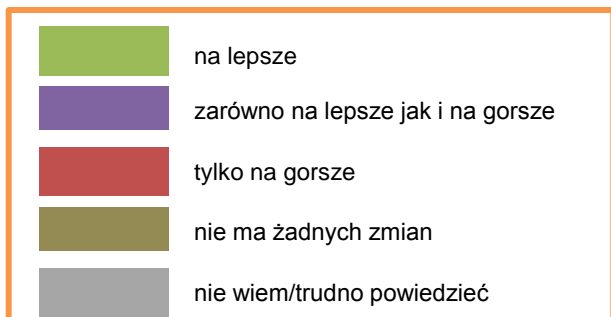 na lepsze
zarówno na lepsze jak i na gorsze
tylko na gorsze
nie ma żadnych zmian
nie wiem/trudno powiedzieć